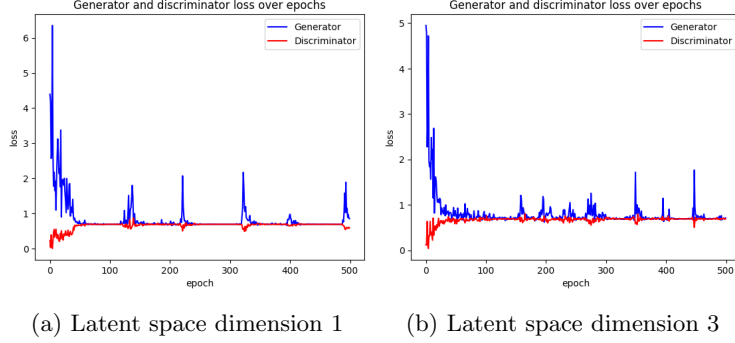 Generator and discriminator loss over epochs
Generator
Discriminator
6
5
4
3
2
1
0
loss
0
100
200
300
400
500
epoch
(a) Latent space dimension 1
Generator and discriminator loss over epochs
Generator
Discriminator
5
4
3
2
1
0
loss
0
100
200
300
400
500
epoch
(b) Latent space dimension 3